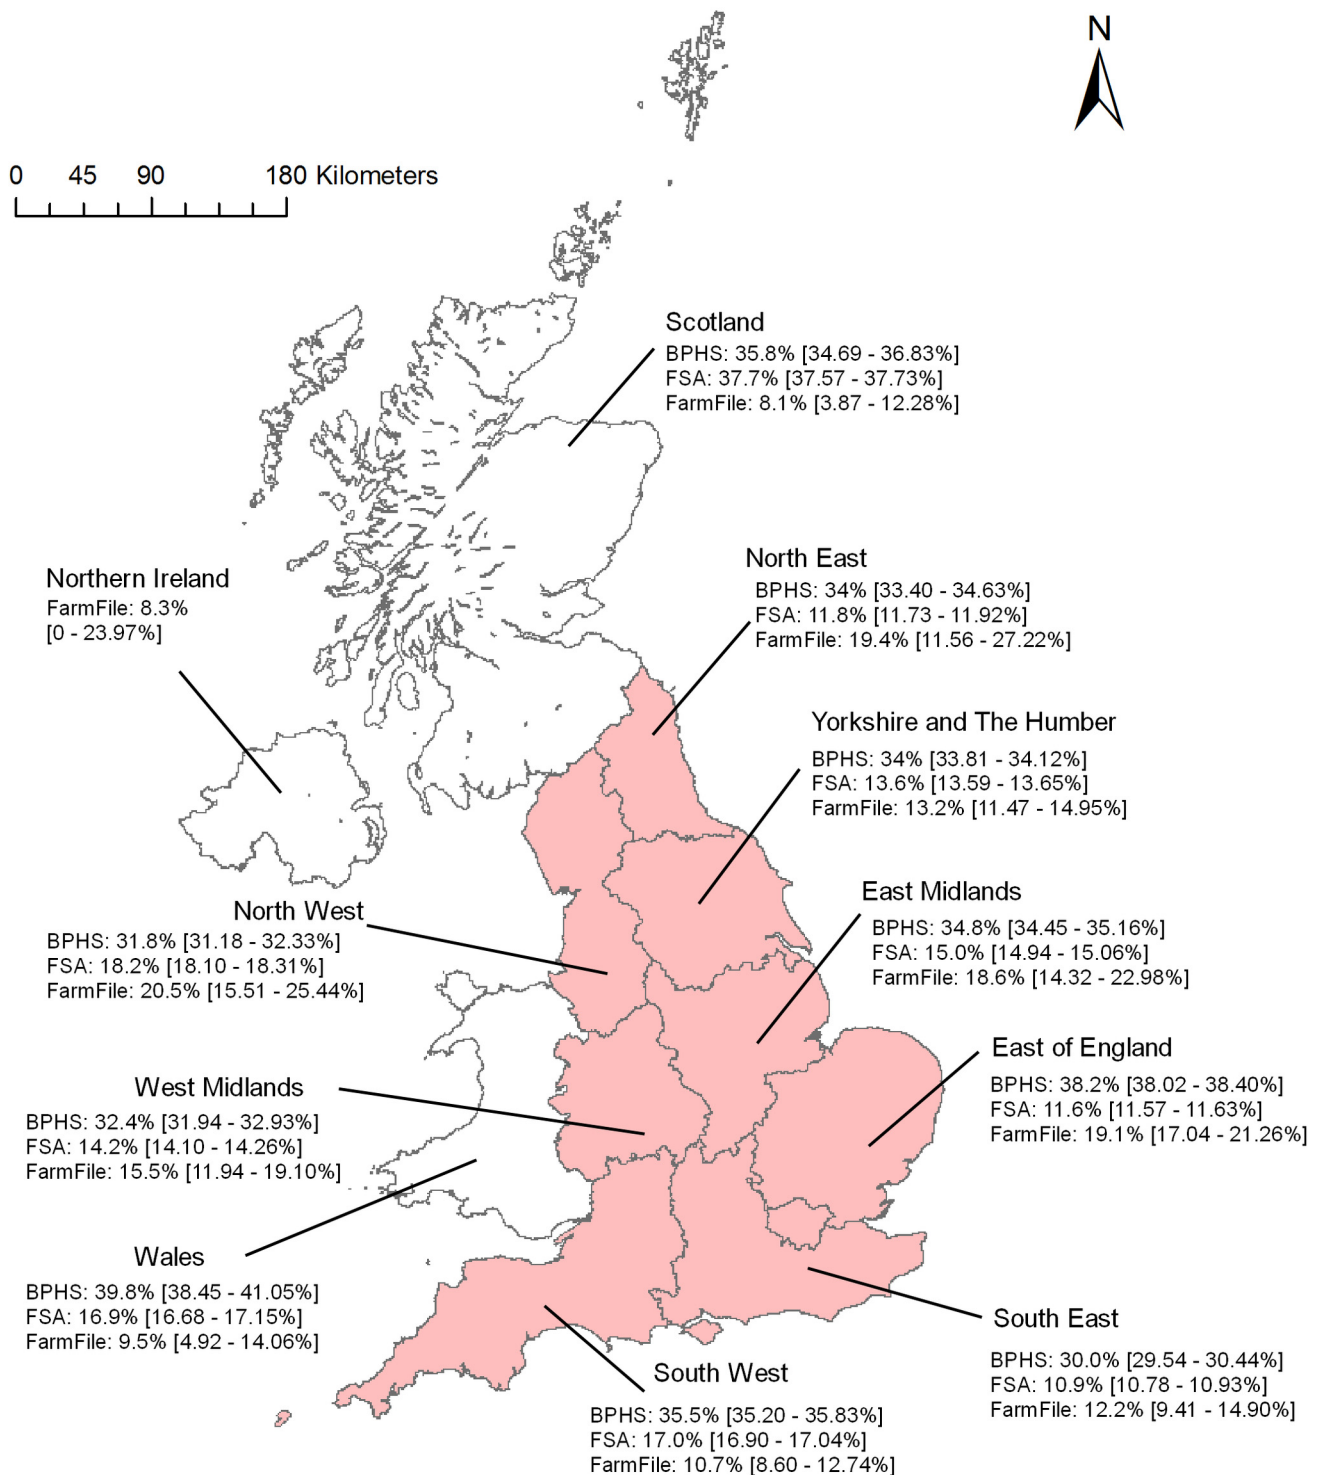 N
0 45 90 180 Kilometers
Scotland
BPHS: 35.8% [34.69 - 36.83%]
FSA: 37.7% [37.57 - 37.73%]
FarmFile: 8.1% [3.87 - 12.28%]
North East
BPHS: 34% [33.40 - 34.63%]
FSA: 11.8% [11.73 - 11.92%]
FarmFile: 19.4% [11.56 - 27.22%]
Northern Ireland
FarmFile: 8.3%
[0 - 23.97%]
Yorkshire and The Humber
BPHS: 34% [33.81 - 34.12%]
FSA: 13.6% [13.59 - 13.65%]
FarmFile: 13.2% [11.47 - 14.95%]
East Midlands
BPHS: 34.8% [34.45 - 35.16%]
FSA: 15.0% [14.94 - 15.06%]
FarmFile: 18.6% [14.32 - 22.98%]
North West
BPHS: 31.8% [31.18 - 32.33%]
FSA: 18.2% [18.10 - 18.31%]
FarmFile: 20.5% [15.51 - 25.44%]
East of England
BPHS: 38.2% [38.02 - 38.40%]
FSA: 11.6% [11.57 - 11.63%]
FarmFile: 19.1% [17.04 - 21.26%]
West Midlands
BPHS: 32.4% [31.94 - 32.93%]
FSA: 14.2% [14.10 - 14.26%]
FarmFile: 15.5% [11.94 - 19.10%]
Wales
BPHS: 39.8% [38.45 - 41.05%]
FSA: 16.9% [16.68 - 17.15%]
FarmFile: 9.5% [4.92 - 14.06%]
South East
BPHS: 30.0% [29.54 - 30.44%]
FSA: 10.9% [10.78 - 10.93%]
FarmFile: 12.2% [9.41 - 14.90%]
South West
BPHS: 35.5% [35.20 - 35.83%]
FSA: 17.0% [16.90 - 17.04%]
FarmFile: 10.7% [8.60 - 12.74%]